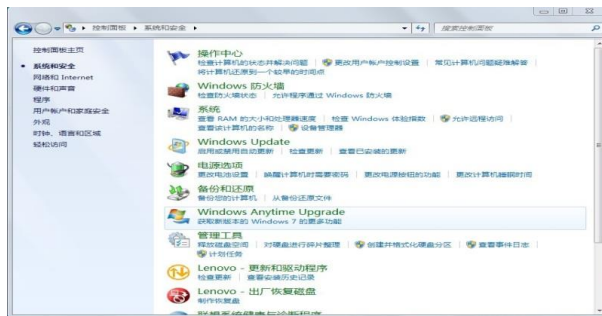 控制面板 ▸ 系统和安全 ▸
搜索控制面板
控制面板主页
系统和安全
网络和 Internet
硬件和声音
程序
用户帐户和家庭安全
外观
时钟、语言和区域
轻松访问
操作中心
检查计算机的状态并解决问题 更改用户帐户控制设置 常见计算机问题疑难解答
将计算机还原到一个较早的时间点
Windows 防火墙
检查防火墙状态 允许程序通过 Windows 防火墙
系统
查看 RAM 的大小和处理器速度 检查 Windows 体验指数 允许远程访问
查看该计算机的名称 设备管理器
Windows Update
启用或禁用自动更新 检查更新 查看已安装的更新
电源选项
更改电池设置 唤醒计算机时需要密码 更改电源按钮的功能 更改计算机睡眠时间
备份和还原
备份您的计算机 从备份还原文件
Windows Anytime Upgrade
获取新版本的 Windows 7 的更多功能
管理工具
释放磁盘空间 对硬盘进行碎片整理 创建并格式化硬盘分区 查看事件日志
计划任务
Lenovo - 更新和驱动程序
检查更新 查看安装历史记录
Lenovo - 出厂恢复磁盘
制作恢复盘
联想系统健康与诊断程序